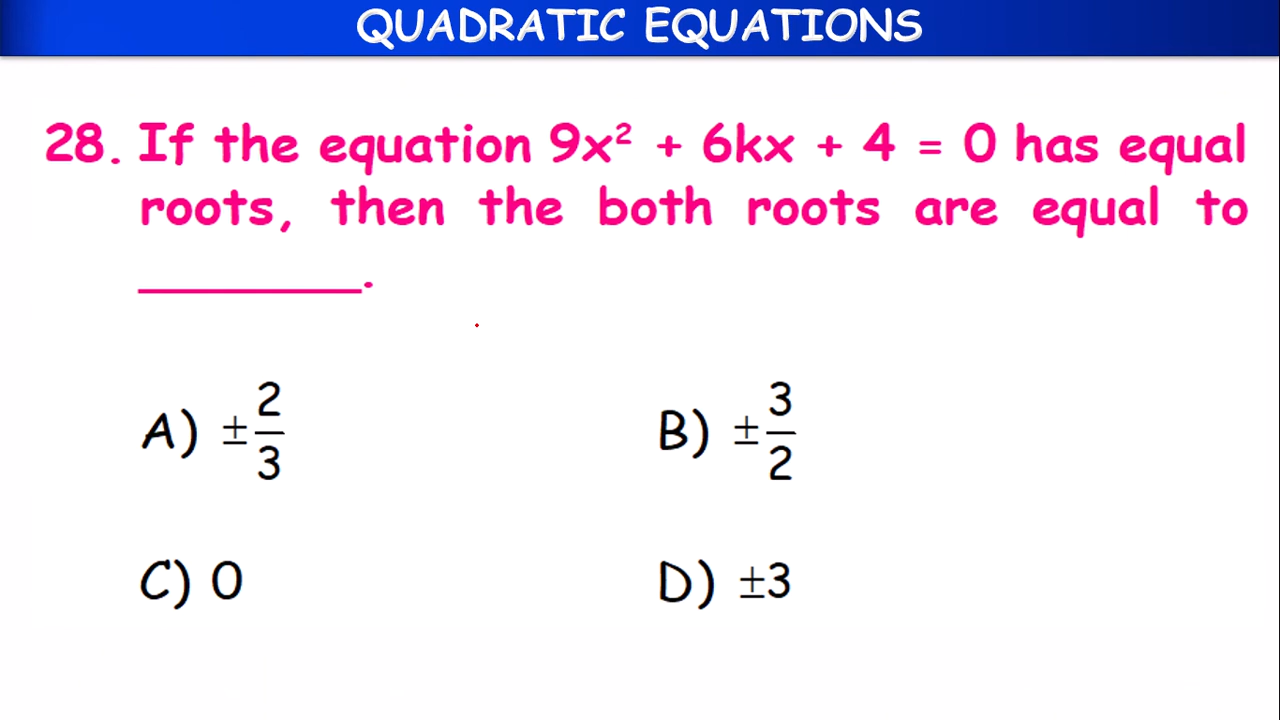 QUADRATIC EQUATIONS
28. If the equation 9x² + 6kx + 4 = 0 has equal
roots, then the both roots are equal to
________.
A) ±2/3 B) ±3/2
C) 0 D) ±3